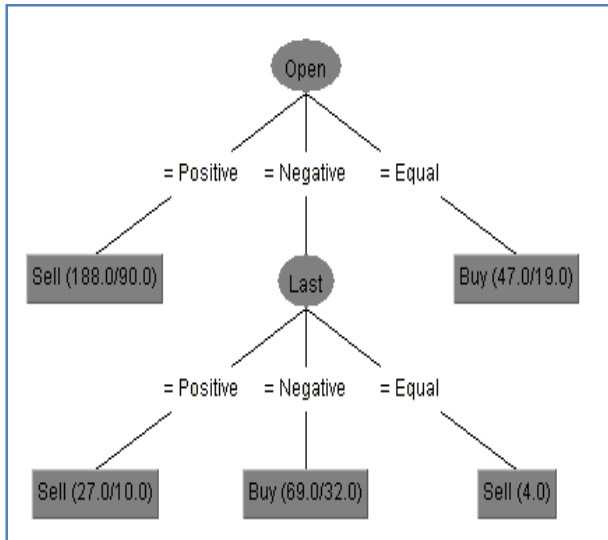 Open
= Positive = Negative = Equal
Sell (188.0/90.0)
Last
Buy (47.0/19.0)
= Positive = Negative = Equal
Sell (27.0/10.0)
Buy (69.0/32.0)
Sell (4.0)